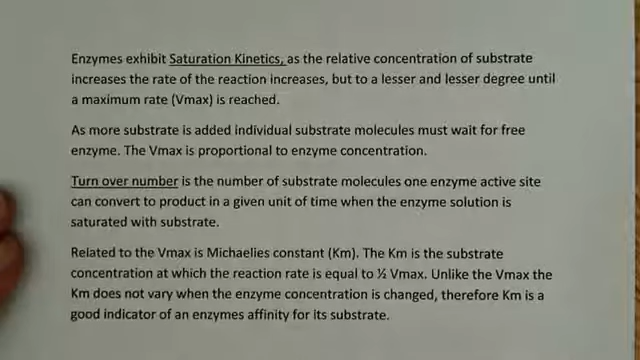 Enzymes exhibit Saturation Kinetics, as the relative concentration of substrate
increases the rate of the reaction increases, but to a lesser and lesser degree until
a maximum rate (Vmax) is reached.
As more substrate is added individual substrate molecules must wait for free
enzyme. The Vmax is proportional to enzyme concentration.
Turn over number is the number of substrate molecules one enzyme active site
can convert to product in a given unit of time when the enzyme solution is
saturated with substrate.
Related to the Vmax is Michaelies constant (Km). The Km is the substrate
concentration at which the reaction rate is equal to ½ Vmax. Unlike the Vmax the
Km does not vary when the enzyme concentration is changed, therefore Km is a
good indicator of an enzymes affinity for its substrate.